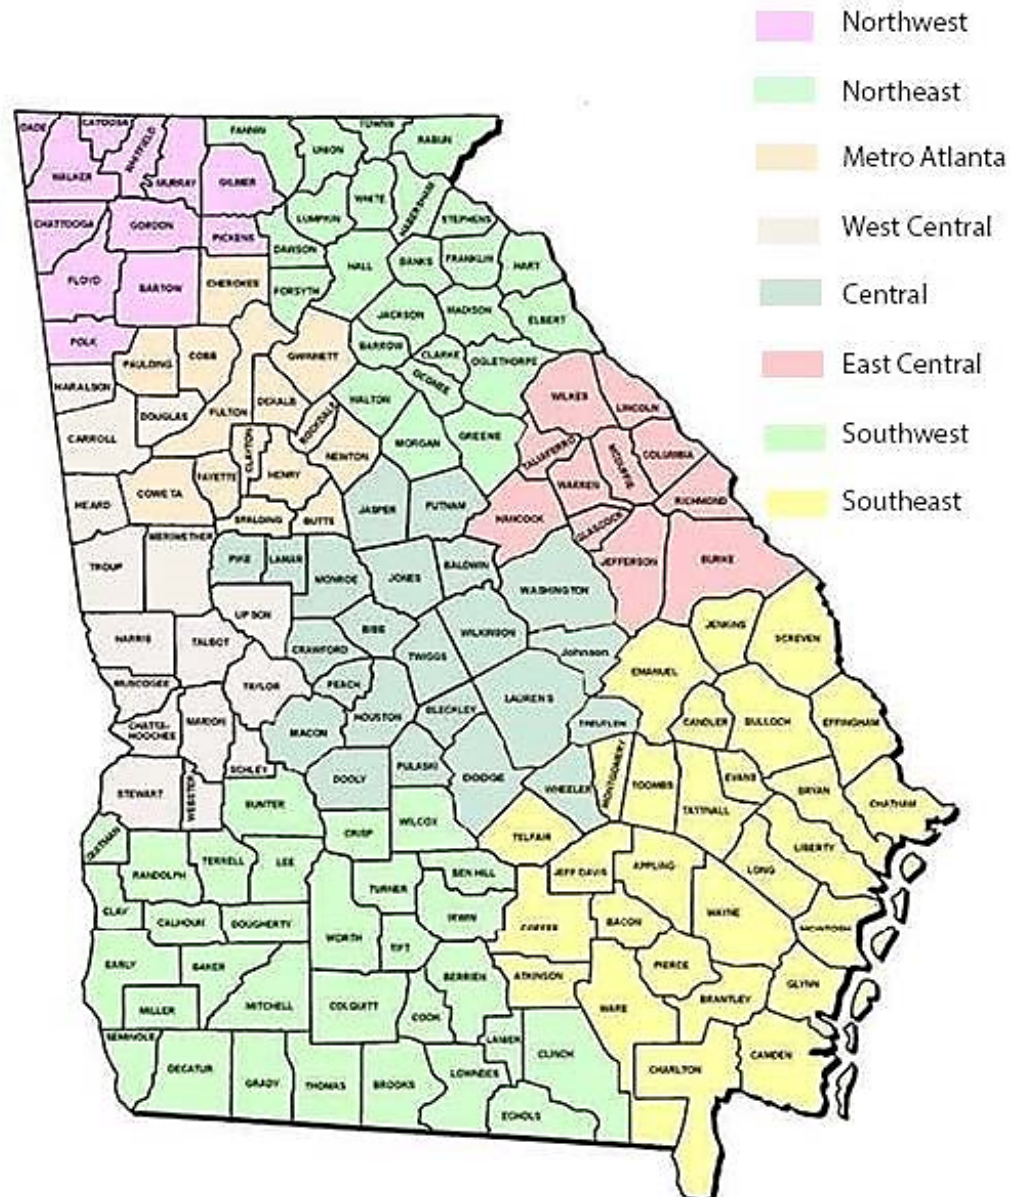 Northwest
Northeast
Metro Atlanta
West Central
Central
East Central
Southwest
Southeast
DADE
CATOOSA
WHITFIELD
WALKER
MURRAY
FANNIN
GILMER
UNION
TOWNS
RABUN
WHITE
HABERSHAM
STEPHENS
LUMPKIN
CHATTOOGA
GORDON
PICKENS
DAWSON
HALL
BANKS
FRANKLIN
HART
FLOYD
BARTOW
CHEROKEE
FORSYTH
JACKSON
MADISON
ELBERT
POLK
PAULDING
COBB
GWINNETT
BARROW
CLARKE
OCONEE
OGLETHORPE
HARALSON
DOUGLAS
FULTON
DEKALB
ROCKDALE
WALTON
WILKES
LINCOLN
CARROLL
CLAYTON
HENRY
NEWTON
MORGAN
GREENE
TALIAFERRO
MCDUFFIE
COLUMBIA
HEARD
COWETA
FAYETTE
SPALDING
BUTTS
JASPER
PUTNAM
HANCOCK
WARREN
GLASCOCK
RICHMOND
TROUP
MERIWETHER
PIKE
LAMAR
MONROE
JONES
BALDWIN
WASHINGTON
JEFFERSON
BURKE
HARRIS
TALBOT
UPSON
CRAWFORD
BIBB
TWIGGS
WILKINSON
Johnson
JENKINS
SCREVEN
EMANUEL
MUSCOGEE
CHATTA-
HOOCHEE
MARION
TAYLOR
PEACH
HOUSTON
BLECKLEY
LAURENS
TREUTLEN
CANDLER
BULLOCH
EFFINGHAM
MACON
SCHLEY
DOOLY
PULASKI
DODGE
WHEELER
MONTGOMERY
TOOMBS
TATTNALL
EVANS
BRYAN
CHATHAM
STEWART
WEBSTER
SUMTER
CRISP
WILCOX
TELFAIR
QUITMAN
RANDOLPH
TERRELL
LEE
TURNER
BEN HILL
JEFF DAVIS
APPLING
LONG
LIBERTY
CLAY
CALHOUN
DOUGHERTY
WORTH
TIFT
IRWIN
COFFEE
BACON
WAYNE
MCINTOSH
EARLY
BAKER
MITCHELL
MILLER
COLQUITT
COOK
BERRIEN
ATKINSON
WARE
PIERCE
BRANTLEY
GLYNN
SEMINOLE
DECATUR
GRADY
THOMAS
BROOKS
LOWNDES
LANIER
CLINCH
ECHOLS
CHARLTON
CAMDEN